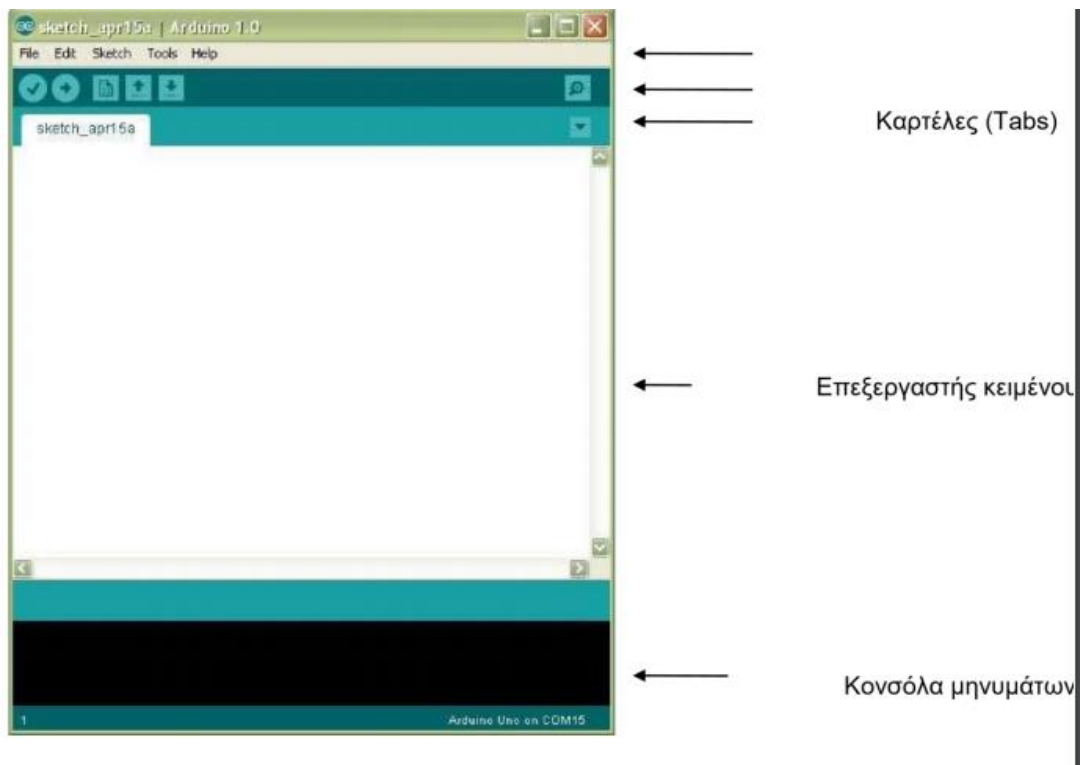 sketch_apr15a | Arduino 1.0
File Edit Sketch Tools Help
sketch_apr15a
Καρτέλες (Tabs)
Επεξεργαστής κειμένου
Κονσόλα μηνυμάτων
1
Arduino Uno on COM15